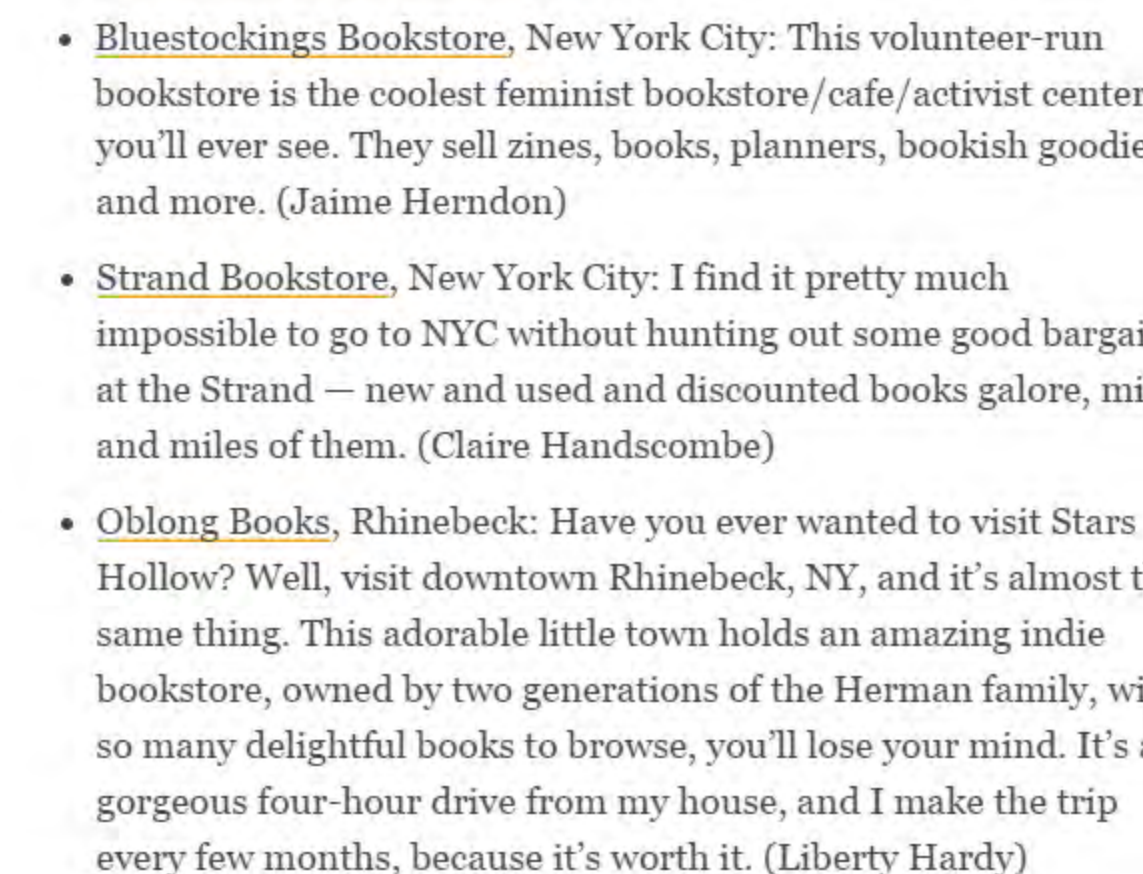 • Bluestockings Bookstore, New York City: This volunteer-run
bookstore is the coolest feminist bookstore/cafe/activist center
you’ll ever see. They sell zines, books, planners, bookish goodie
and more. (Jaime Herndon)
• Strand Bookstore, New York City: I find it pretty much
impossible to go to NYC without hunting out some good bargai
at the Strand — new and used and discounted books galore, mi
and miles of them. (Claire Handscombe)
• Oblong Books, Rhinebeck: Have you ever wanted to visit Stars
Hollow? Well, visit downtown Rhinebeck, NY, and it’s almost t
same thing. This adorable little town holds an amazing indie
bookstore, owned by two generations of the Herman family, wi
so many delightful books to browse, you’ll lose your mind. It’s a
gorgeous four-hour drive from my house, and I make the trip
every few months, because it’s worth it. (Liberty Hardy)